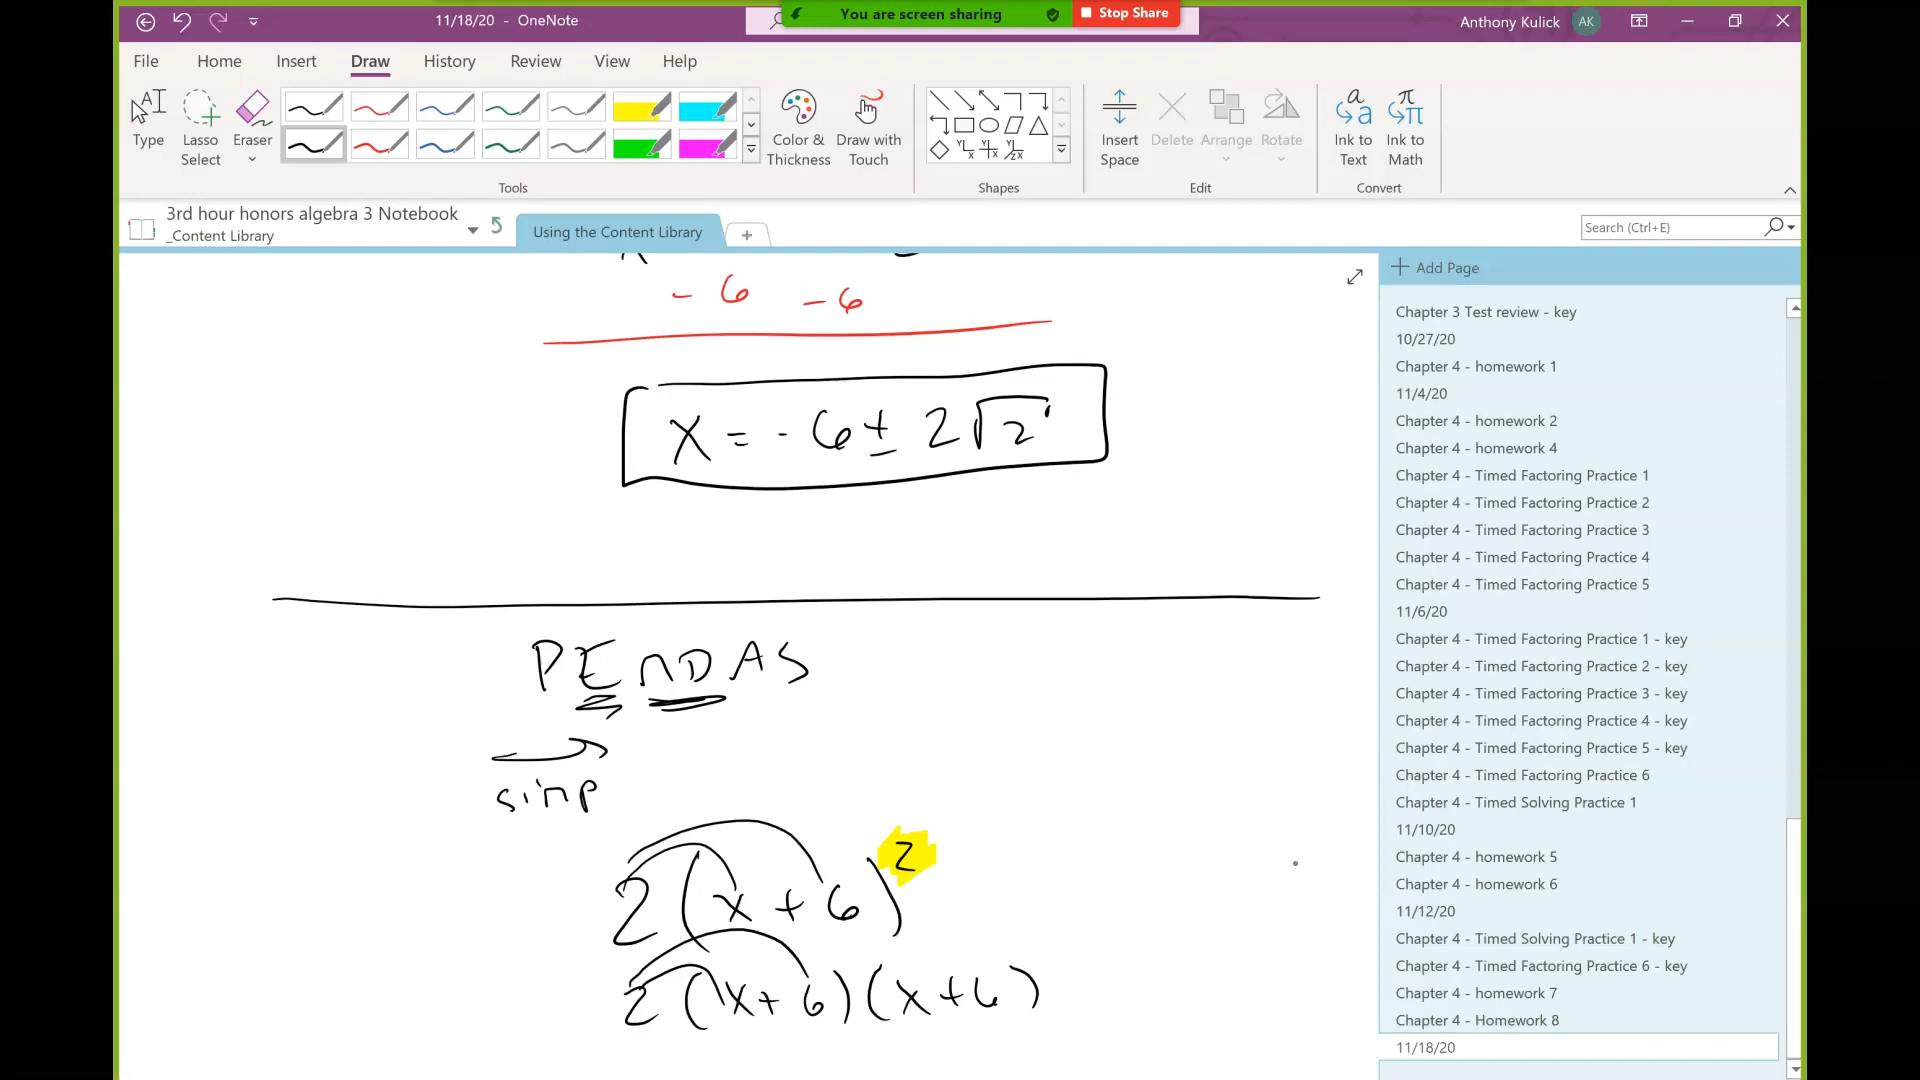 11/18/20 - OneNote
You are screen sharing
Stop Share
Anthony Kulick
AK
File Home Insert Draw History Review View Help
Type
Lasso Select
Eraser
Color & Thickness
Draw with Touch
Insert Space
Delete
Arrange
Rotate
Ink to Text
Ink to Math
Tools
Shapes
Edit
Convert
3rd hour honors algebra 3 Notebook
_Content Library
Using the Content Library
Search (Ctrl+E)
- 6 - 6
x = - 6 ± 2√2
PEMDAS
simp
2(x + 6)²
2(x + 6)(x + 6)
Add Page
Chapter 3 Test review - key
10/27/20
Chapter 4 - homework 1
11/4/20
Chapter 4 - homework 2
Chapter 4 - homework 4
Chapter 4 - Timed Factoring Practice 1
Chapter 4 - Timed Factoring Practice 2
Chapter 4 - Timed Factoring Practice 3
Chapter 4 - Timed Factoring Practice 4
Chapter 4 - Timed Factoring Practice 5
11/6/20
Chapter 4 - Timed Factoring Practice 1 - key
Chapter 4 - Timed Factoring Practice 2 - key
Chapter 4 - Timed Factoring Practice 3 - key
Chapter 4 - Timed Factoring Practice 4 - key
Chapter 4 - Timed Factoring Practice 5 - key
Chapter 4 - Timed Factoring Practice 6
Chapter 4 - Timed Solving Practice 1
11/10/20
Chapter 4 - homework 5
Chapter 4 - homework 6
11/12/20
Chapter 4 - Timed Solving Practice 1 - key
Chapter 4 - Timed Factoring Practice 6 - key
Chapter 4 - homework 7
Chapter 4 - Homework 8
11/18/20